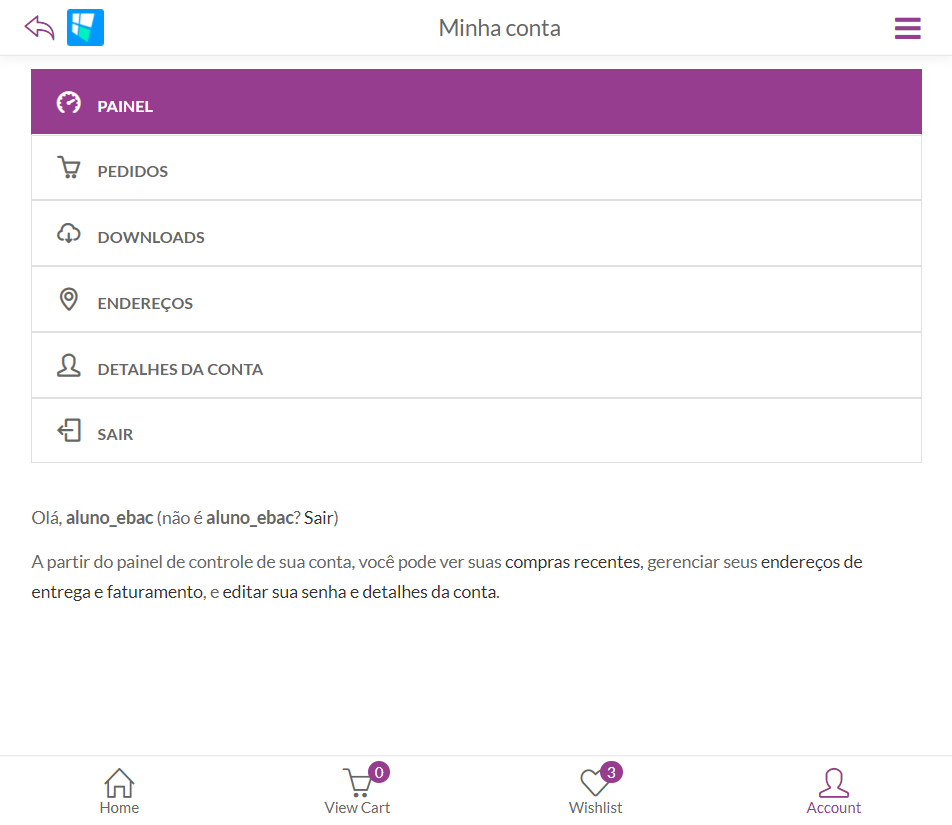 Minha conta
PAINEL
PEDIDOS
DOWNLOADS
ENDEREÇOS
DETALHES DA CONTA
SAIR
Olá, aluno_ebac (não é aluno_ebac? Sair)
A partir do painel de controle de sua conta, você pode ver suas compras recentes, gerenciar seus endereços de
entrega e faturamento, e editar sua senha e detalhes da conta.
0
3
Home
View Cart
Wishlist
Account